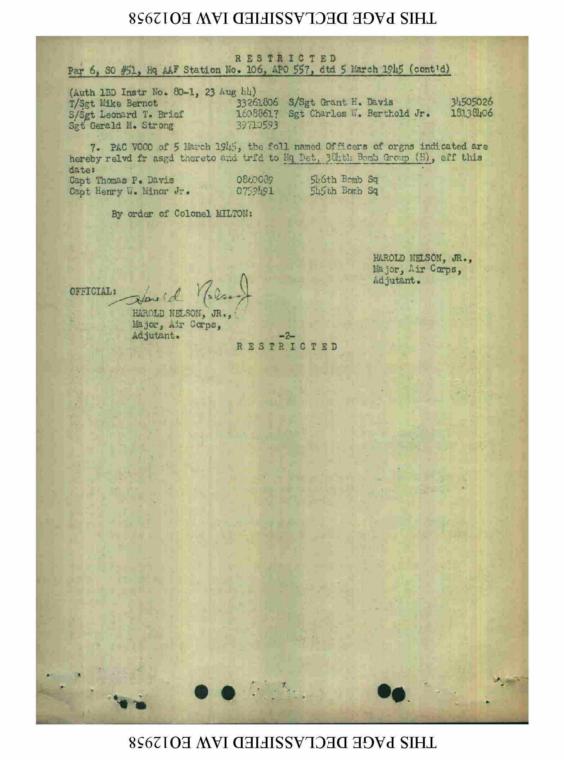 THIS PAGE DECLASSIFIED IAW EO12958
R E S T R I C T E D
Par 6, SO #51, Hq AAF Station No. 106, APO 557, dtd 5 March 1945 (cont'd)
(Auth 1BD Instr No. 80-1, 23 Aug 44)
T/Sgt Mike Bernot 33261806 S/Sgt Grant H. Davis 34505026
S/Sgt Leonard T. Brief 16088617 Sgt Charles W. Berthold Jr. 18138406
Sgt Gerald M. Strong 39710593
7. PAC VOCO of 5 March 1945, the foll named Officers of orgns indicated are
hereby relvd fr asgd thereto and trfd to Hq Det, 384th Bomb Group (H), eff this
date:
Capt Thomas P. Davis 546th Bomb Sq
Capt Henry W. Minor Jr. 0759491 545th Bomb Sq
By order of Colonel MILTON:
HAROLD NELSON, JR.,
Major, Air Corps,
Adjutant.
OFFICIAL:
Harold Nelson Jr
HAROLD NELSON, JR.,
Major, Air Corps,
Adjutant.
-2-
R E S T R I C T E D
THIS PAGE DECLASSIFIED IAW EO12958